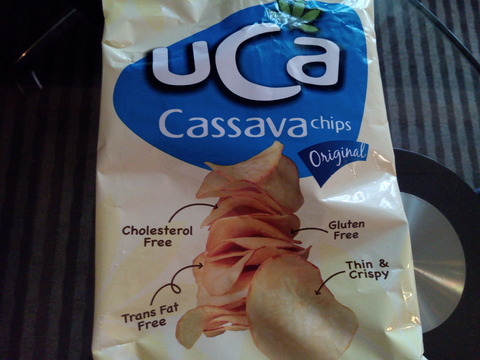 uCa
Cassava chips
Original
Cholesterol
Free
Gluten
Free
Thin &
Crispy
Trans Fat
Free